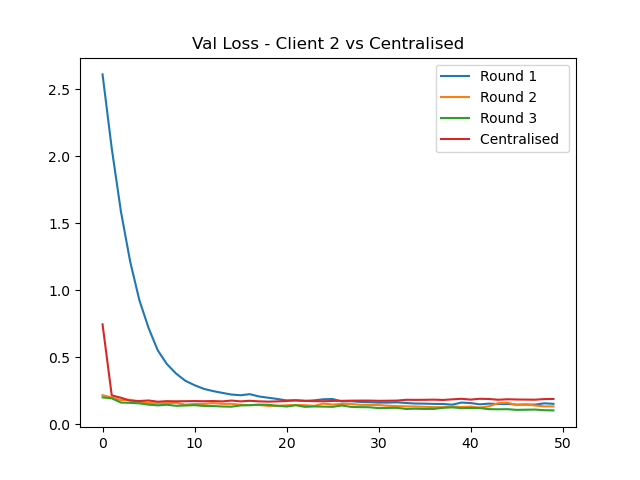 Val Loss - Client 2 vs Centralised
Round 1
Round 2
Round 3
Centralised
2.5
2.0
1.5
1.0
0.5
0.0
0 10 20 30 40 50